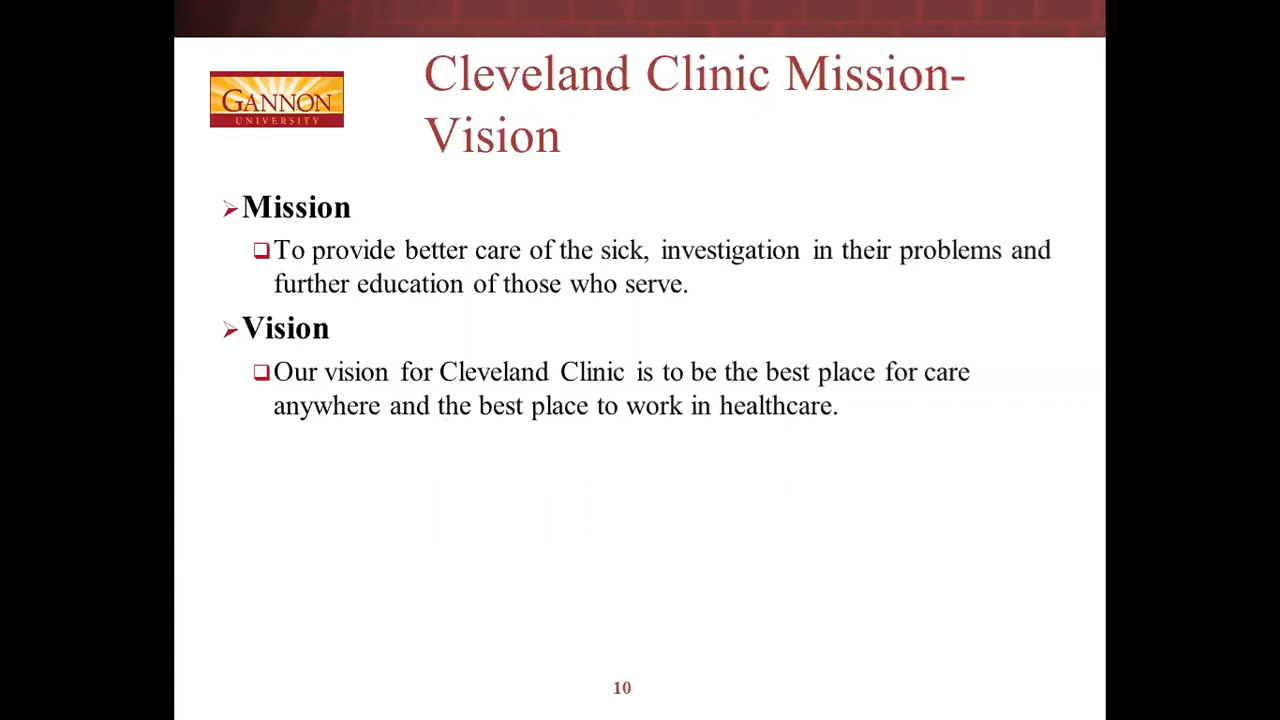 GANNON
UNIVERSITY
Cleveland Clinic Mission-
Vision
Mission
To provide better care of the sick, investigation in their problems and
further education of those who serve.
Vision
Our vision for Cleveland Clinic is to be the best place for care
anywhere and the best place to work in healthcare.
10